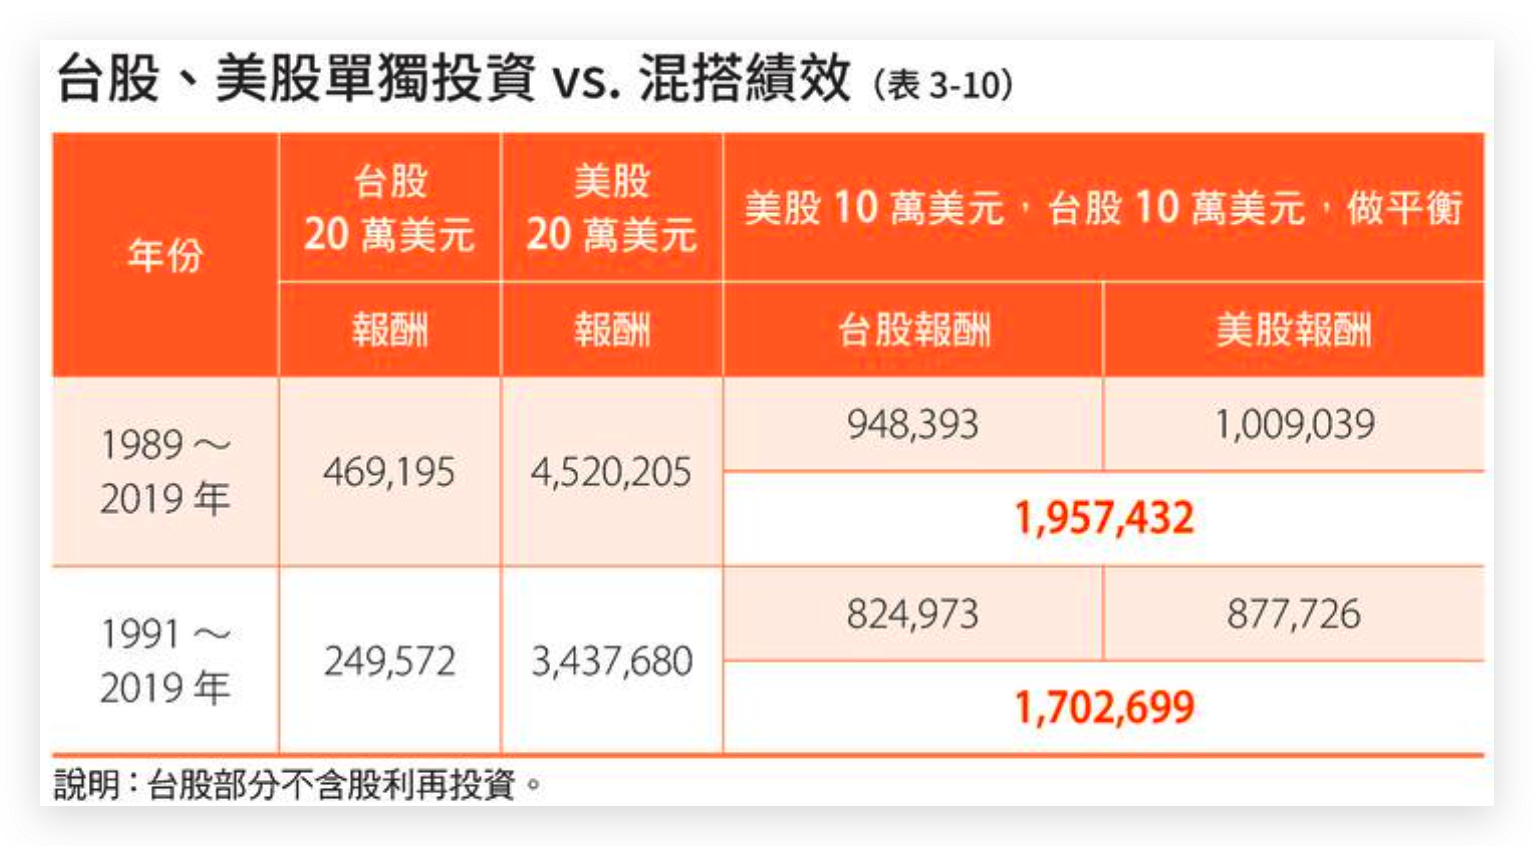 台股、美股單獨投資 vs. 混搭績效（表 3-10）
年份
台股
20 萬美元
美股
20 萬美元
美股 10 萬美元，台股 10 萬美元，做平衡
報酬
報酬
台股報酬
美股報酬
1989～
2019 年
469,195
4,520,205
948,393
1,009,039
1,957,432
1991～
2019 年
249,572
3,437,680
824,973
877,726
1,702,699
說明：台股部分不含股利再投資。